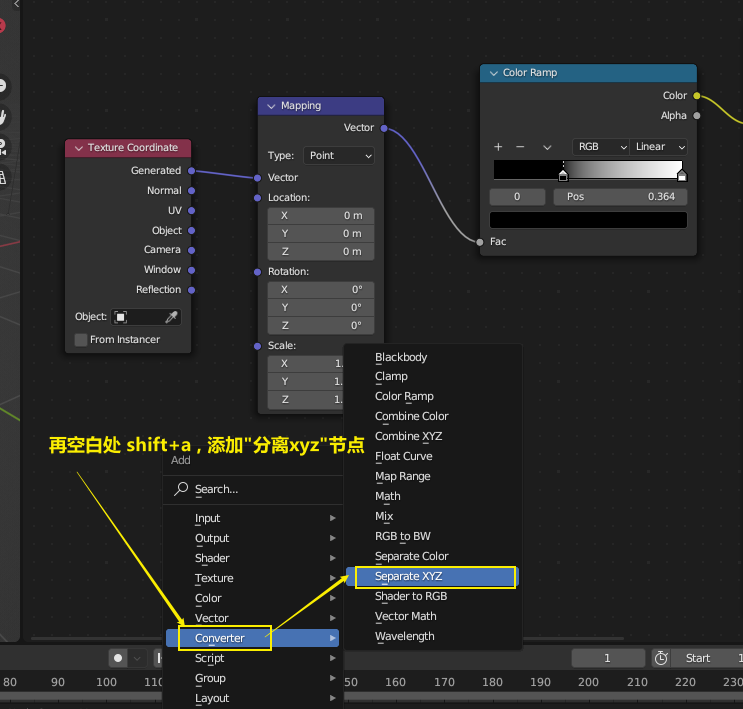 Color Ramp
Color
Alpha
RGB
Linear
0
Pos
0.364
Fac
Mapping
Vector
Type:
Point
Vector
Location:
X
0 m
Y
0 m
Z
0 m
Rotation:
X
0°
Y
0°
Z
0°
Scale:
X
1.
Y
1.
Z
1.
Texture Coordinate
Generated
Normal
UV
Object
Camera
Window
Reflection
Object:
From Instancer
再空白处 shift+a，添加"分离xyz"节点
Add
Search...
Input
Output
Shader
Texture
Color
Vector
Converter
Script
Group
Layout
Blackbody
Clamp
Color Ramp
Combine Color
Combine XYZ
Float Curve
Map Range
Math
Mix
RGB to BW
Separate Color
Separate XYZ
Shader to RGB
Vector Math
Wavelength
1
Start
80
90
100
160
170
180
190
200
210
220
230